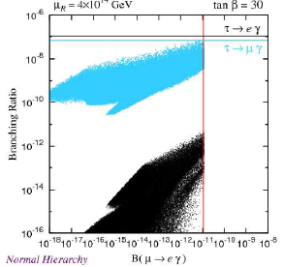 μR = 4×10¹⁴ GeV tan β = 30
τ → e γ
τ → μ γ
10⁻⁶
10⁻⁸
10⁻¹⁰
10⁻¹²
10⁻¹⁴
10⁻¹⁶
Branching Ratio
10⁻¹⁸ 10⁻¹⁷ 10⁻¹⁶ 10⁻¹⁵ 10⁻¹⁴ 10⁻¹³ 10⁻¹² 10⁻¹¹ 10⁻¹⁰ 10⁻⁹ 10⁻⁸
Normal Hierarchy B( μ → e γ )